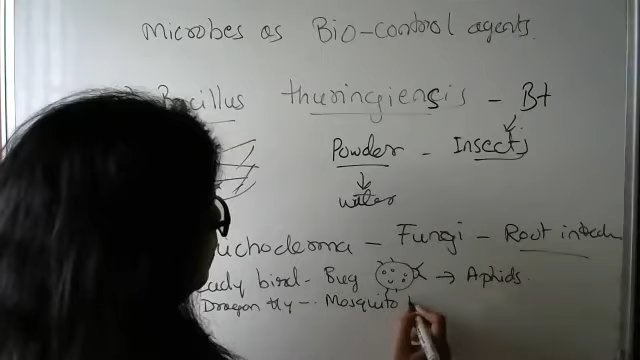 Microbes as Bio-control agents.
Bacillus thuringiensis - Bt
Powder - Insects
water
Trichoderma - Fungi - Root
Lady bird - Bug → Aphids.
Dragon fly - Mosquito